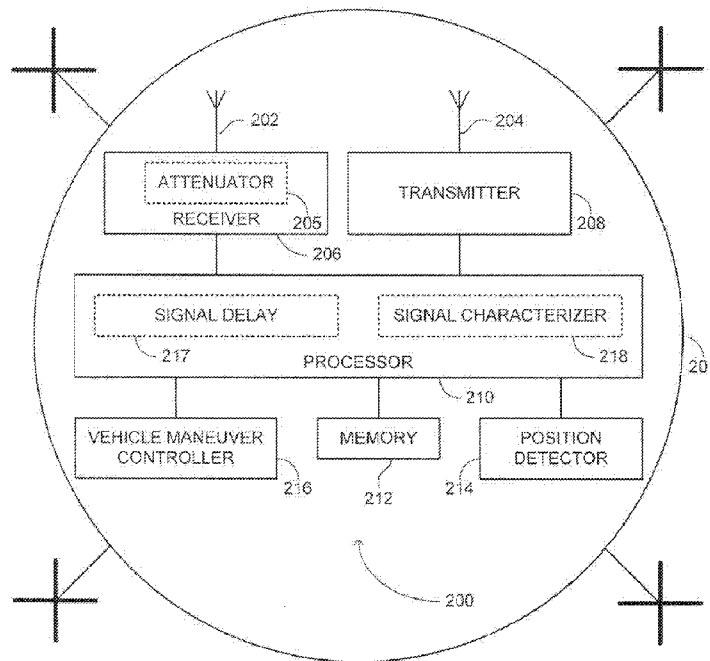 202
204
ATTENUATOR
205
RECEIVER
206
TRANSMITTER
208
SIGNAL DELAY
217
SIGNAL CHARACTERIZER
218
PROCESSOR
210
20
VEHICLE MANEUVER
CONTROLLER
216
MEMORY
212
POSITION
DETECTOR
214
200